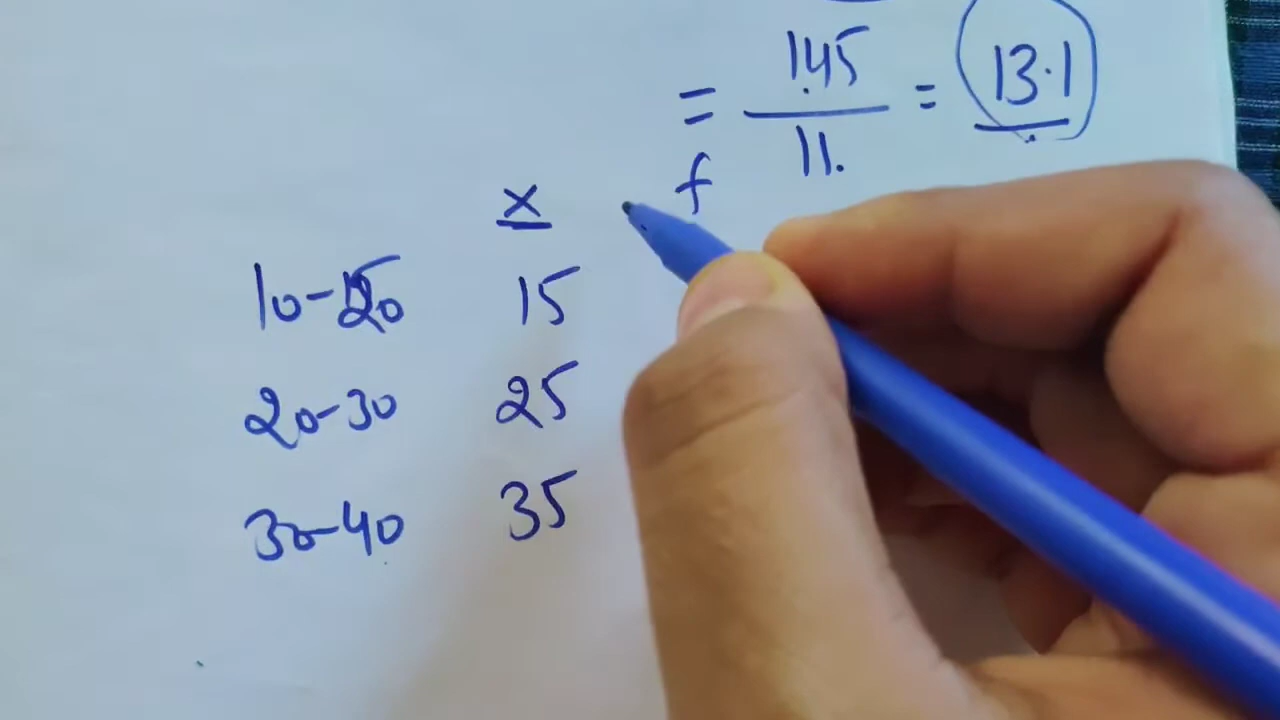 = 145/11. = 13.1
x f
10-20 15
20-30 25
30-40 35